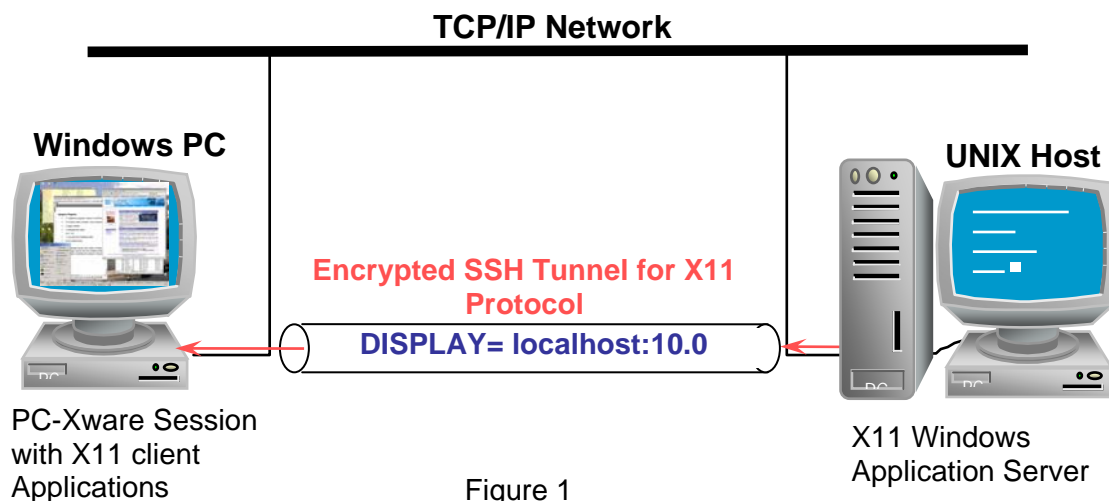 TCP/IP Network
Windows PC
UNIX Host
Encrypted SSH Tunnel for X11
Protocol
DISPLAY= localhost:10.0
PC-Xware Session
with X11 client
Applications
X11 Windows
Application Server
Figure 1